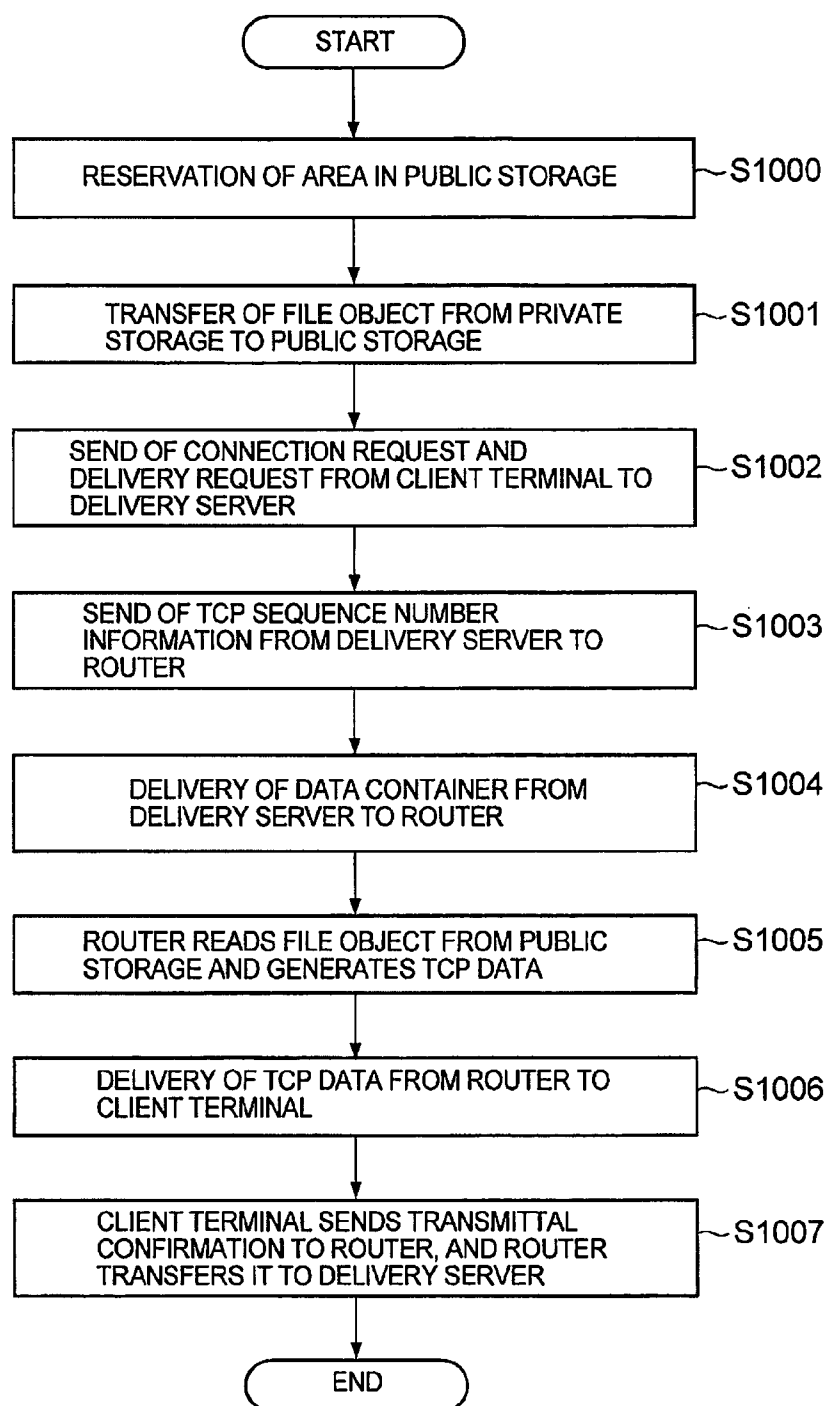 START
RESERVATION OF AREA IN PUBLIC STORAGE
S1000
TRANSFER OF FILE OBJECT FROM PRIVATE
STORAGE TO PUBLIC STORAGE
S1001
SEND OF CONNECTION REQUEST AND
DELIVERY REQUEST FROM CLIENT TERMINAL TO
DELIVERY SERVER
S1002
SEND OF TCP SEQUENCE NUMBER
INFORMATION FROM DELIVERY SERVER TO
ROUTER
S1003
DELIVERY OF DATA CONTAINER FROM
DELIVERY SERVER TO ROUTER
S1004
ROUTER READS FILE OBJECT FROM PUBLIC
STORAGE AND GENERATES TCP DATA
S1005
DELIVERY OF TCP DATA FROM ROUTER TO
CLIENT TERMINAL
S1006
CLIENT TERMINAL SENDS TRANSMITTAL
CONFIRMATION TO ROUTER, AND ROUTER
TRANSFERS IT TO DELIVERY SERVER
S1007
END